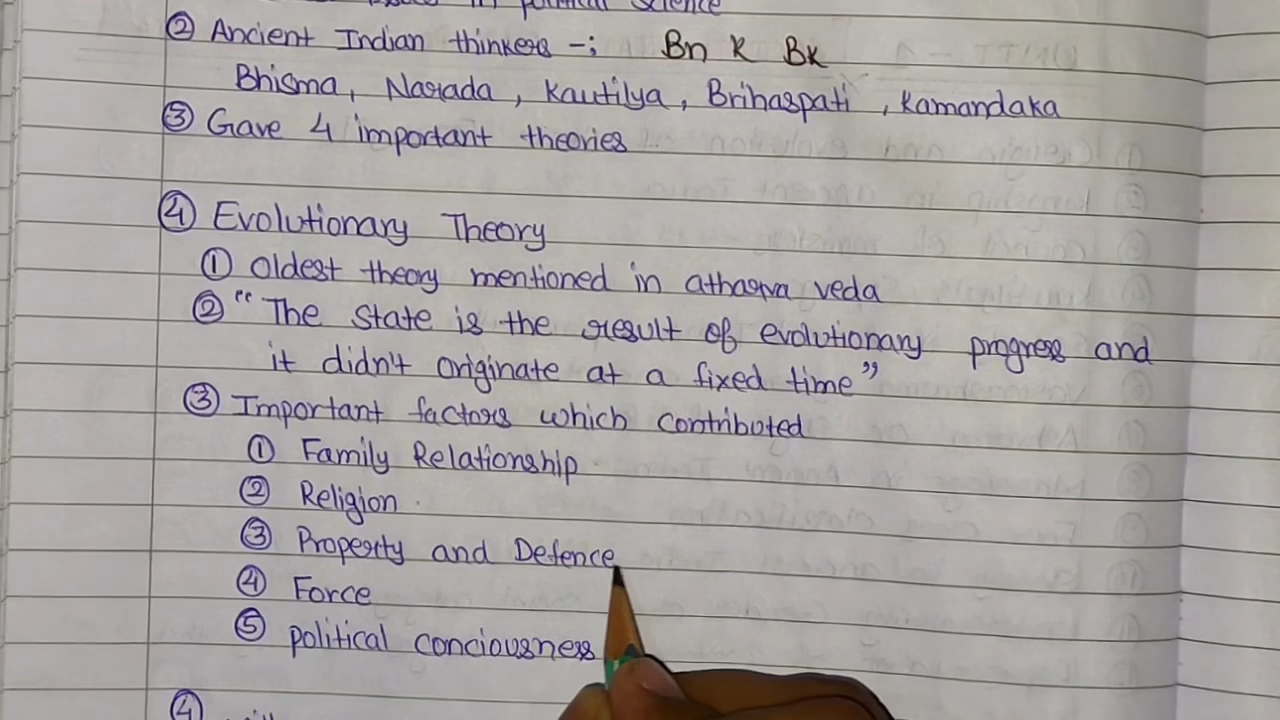 political science
② Ancient Indian thinkers -: Bn K Bk
Bhisma, Narada, Kautilya, Brihaspati, Kamandaka
③ Gave 4 important theories
④ Evolutionary Theory
① Oldest theory mentioned in atharva veda
② "The state is the result of evolutionary progress and
it didn't originate at a fixed time"
③ Important factors which contributed
① Family Relationship
② Religion
③ Property and Defence
④ Force
⑤ political conciousness
④